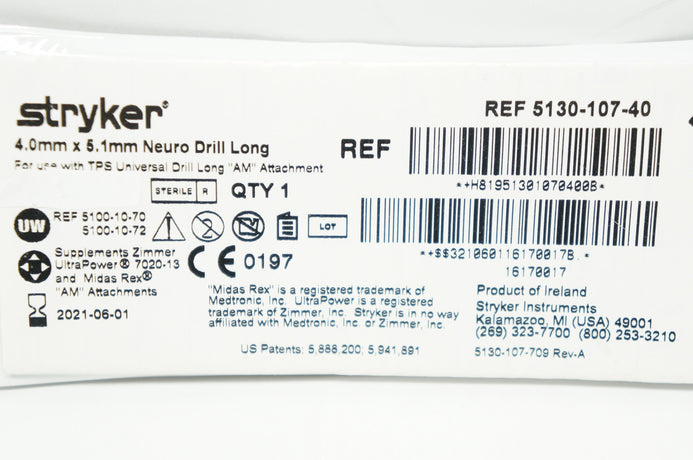 stryker®
REF 5130-107-40
4.0mm x 5.1mm Neuro Drill Long
REF
For use with TPS Universal Drill Long "AM" Attachment
*+H81951301070400B*
STERILE R
QTY 1
UW
REF 5100-10-70
5100-10-72
LOT
*+$$321060116170017B.*
16170017
Supplements Zimmer
UltraPower® 7020-13
and Midas Rex®
"AM" Attachments
CE 0197
2021-06-01
"Midas Rex" is a registered trademark of
Medtronic, Inc. UltraPower is a registered
trademark of Zimmer, Inc. Stryker is in no way
affiliated with Medtronic, Inc. or Zimmer, Inc.
Product of Ireland
Stryker Instruments
Kalamazoo, MI (USA) 49001
(269) 323-7700 (800) 253-3210
US Patents: 5,888,200; 5,941,891
5130-107-709 Rev-A